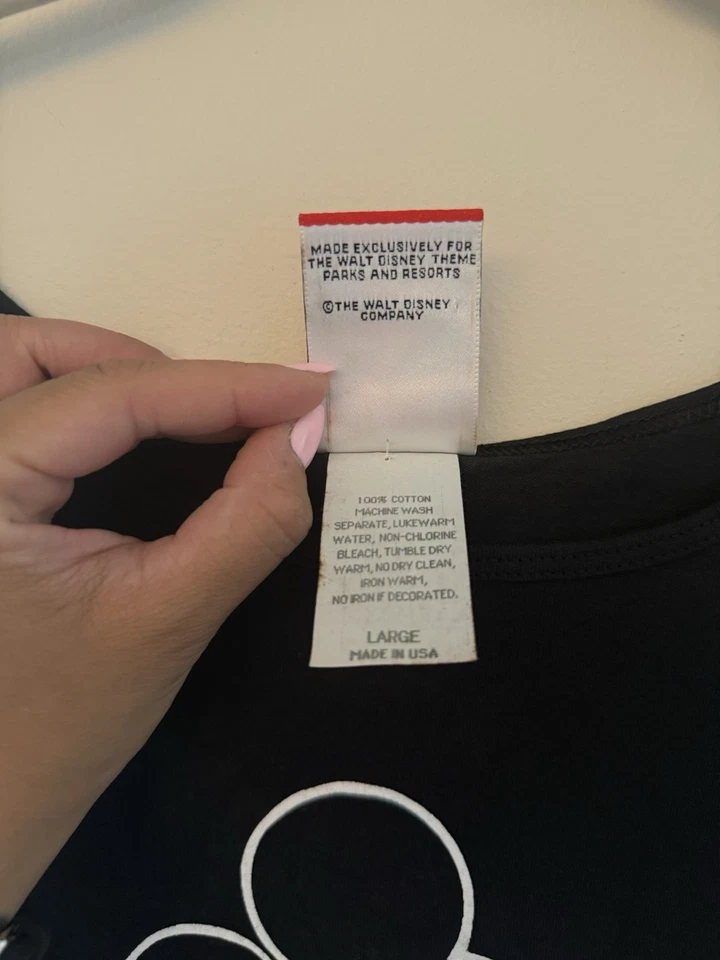 MADE EXCLUSIVELY FOR
THE WALT DISNEY THEME
PARKS AND RESORTS
©THE WALT DISNEY
COMPANY
100% COTTON
MACHINE WASH
SEPARATE, LUKEWARM
WATER, NON-CHLORINE
BLEACH, TUMBLE DRY
WARM, NO DRY CLEAN,
IRON WARM,
NO IRON IF DECORATED.
LARGE
MADE IN USA